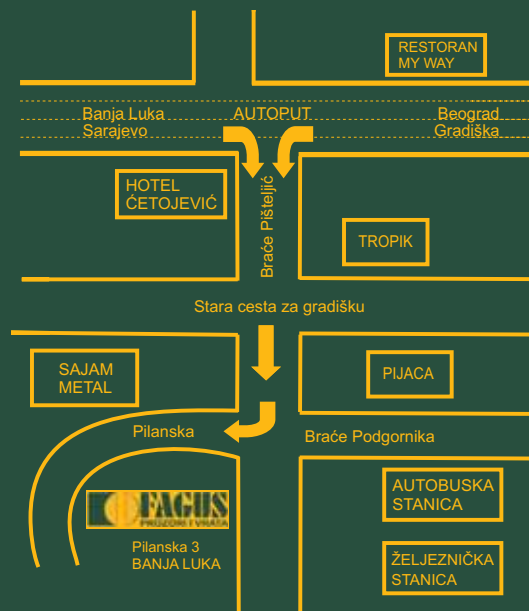 RESTORAN
MY WAY
Banja Luka
Sarajevo
AUTOPUT
Beograd
Gradiška
HOTEL
ĆETOJEVIĆ
Braće Pišteljić
TROPIK
Stara cesta za gradišku
SAJAM
METAL
PIJACA
Pilanska
Braće Podgornika
FAGUS
PROZORI I VRATA
Pilanska 3
BANJA LUKA
AUTOBUSKA
STANICA
ŽELJEZNIČKA
STANICA